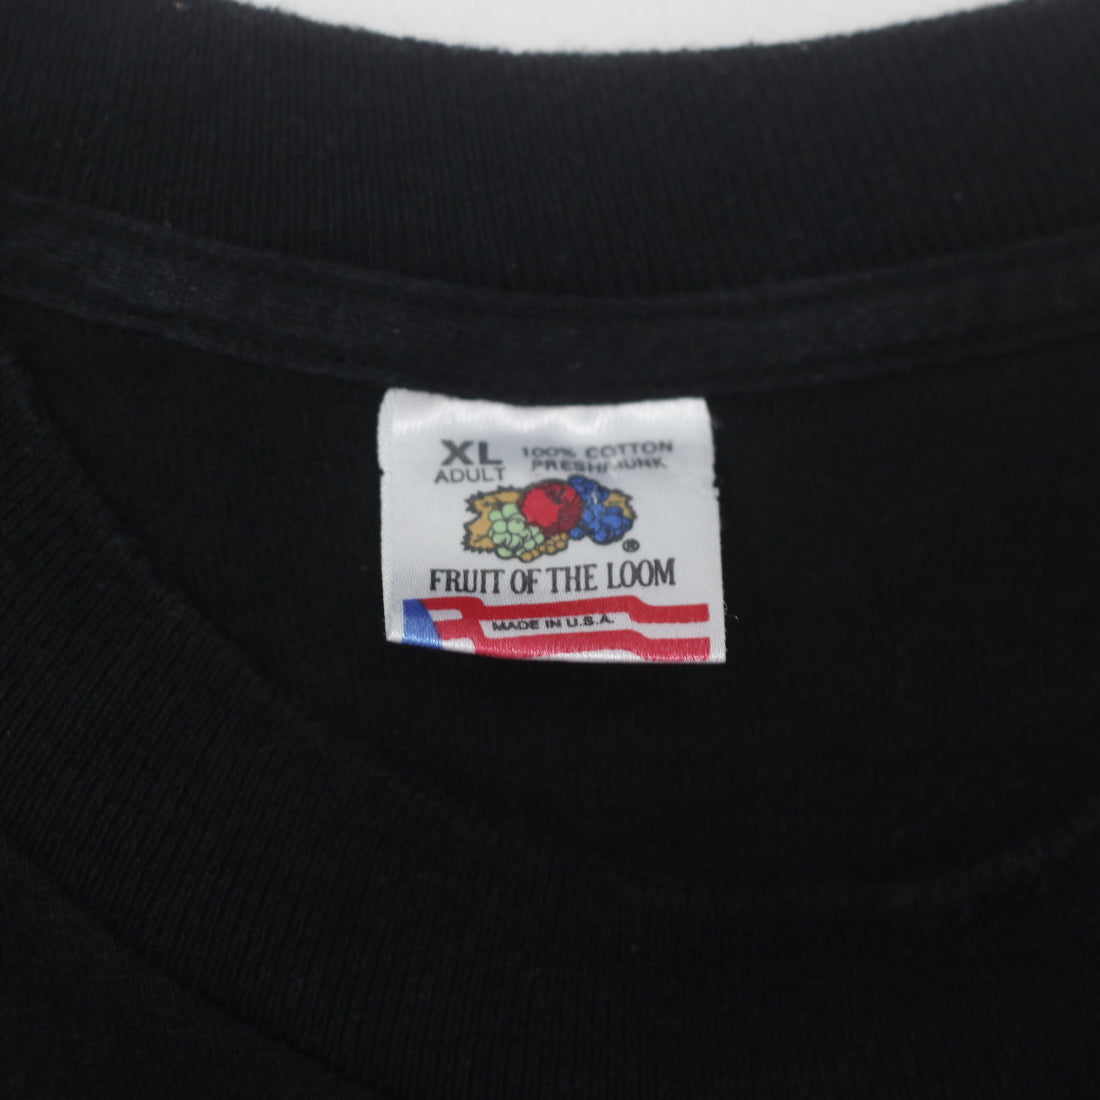 XL 100% COTTON
ADULT PRESHRUNK
®
FRUIT OF THE LOOM
MADE IN U.S.A.